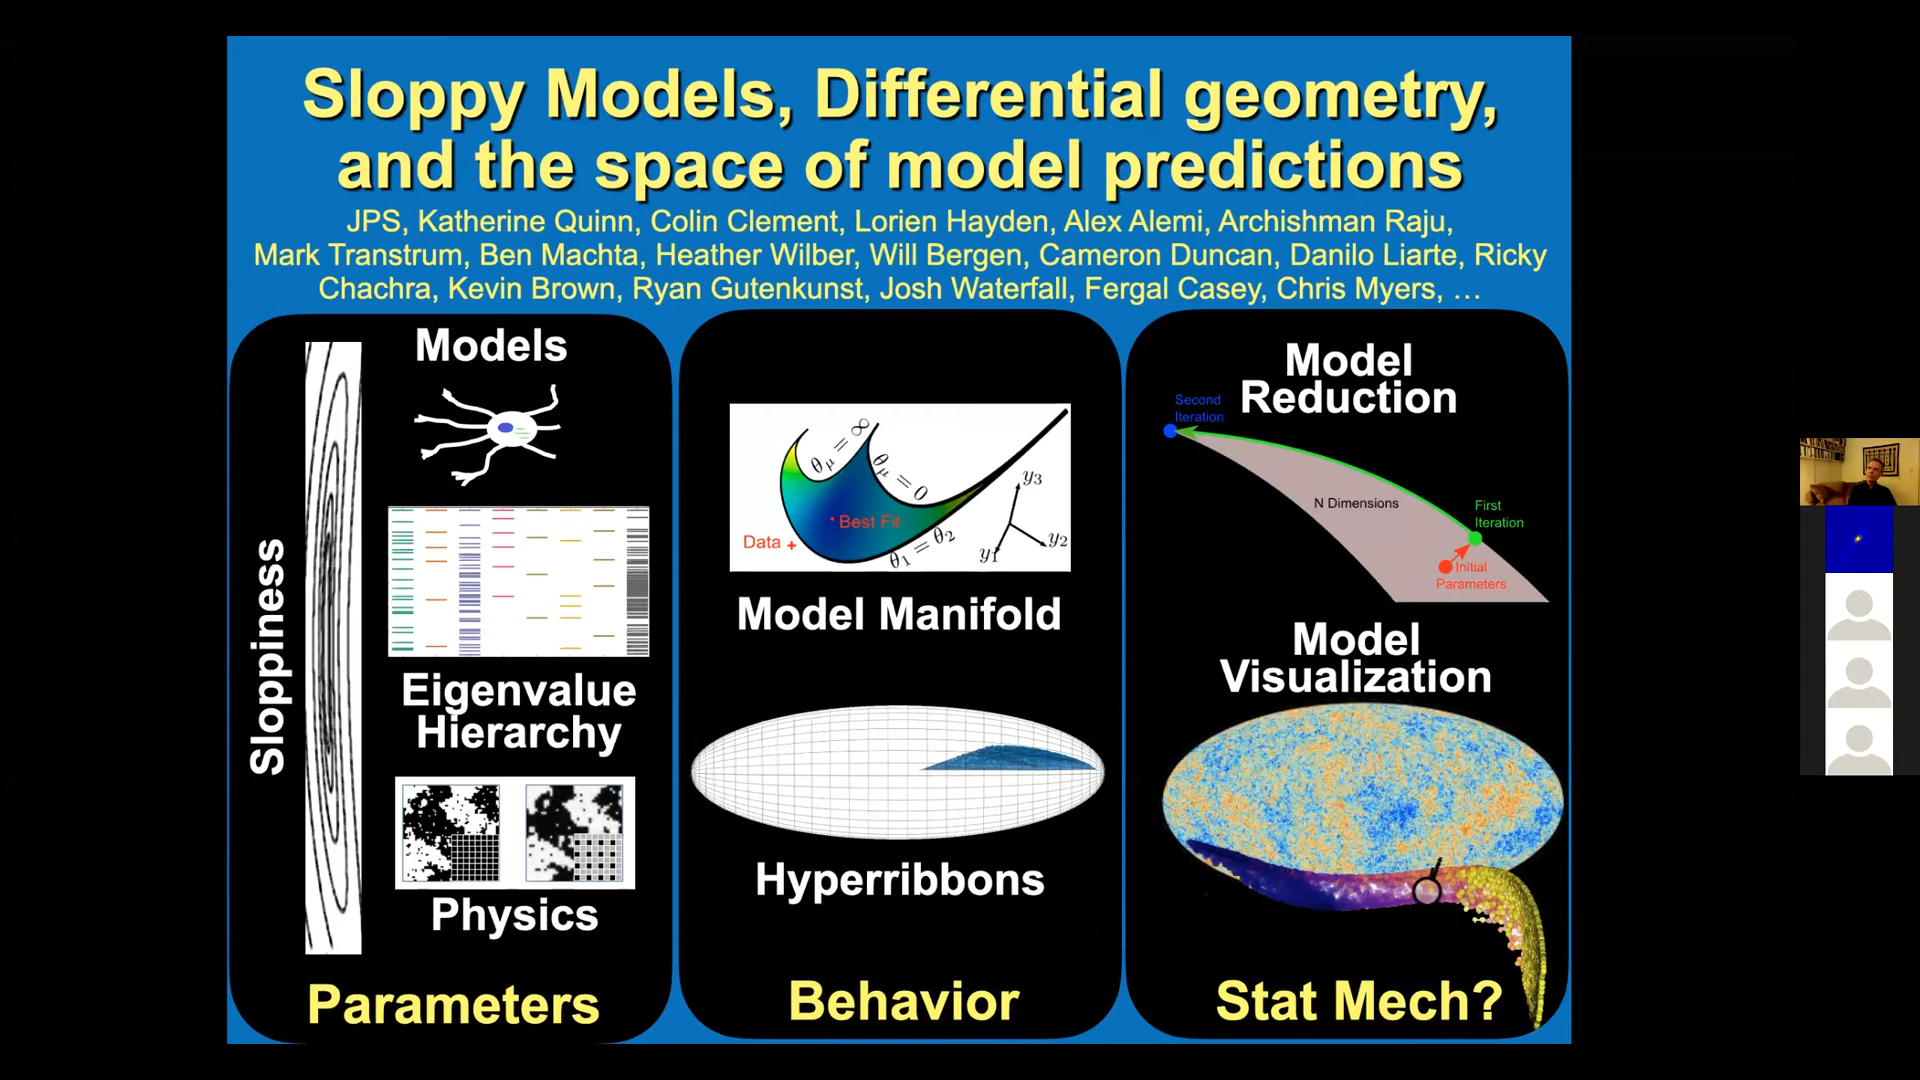 Sloppy Models, Differential geometry,
and the space of model predictions
JPS, Katherine Quinn, Colin Clement, Lorien Hayden, Alex Alemi, Archishman Raju,
Mark Transtrum, Ben Machta, Heather Wilber, Will Bergen, Cameron Duncan, Danilo Liarte, Ricky
Chachra, Kevin Brown, Ryan Gutenkunst, Josh Waterfall, Fergal Casey, Chris Myers, …
Sloppiness
Models
Eigenvalue
Hierarchy
Physics
Parameters
θμ = ∞
θμ = 0
Best Fit
Data
θ1 = θ2
y3
y2
y1
Model Manifold
Hyperribbons
Behavior
Model
Reduction
Second
Iteration
N Dimensions
First
Iteration
Initial
Parameters
Model
Visualization
Stat Mech?